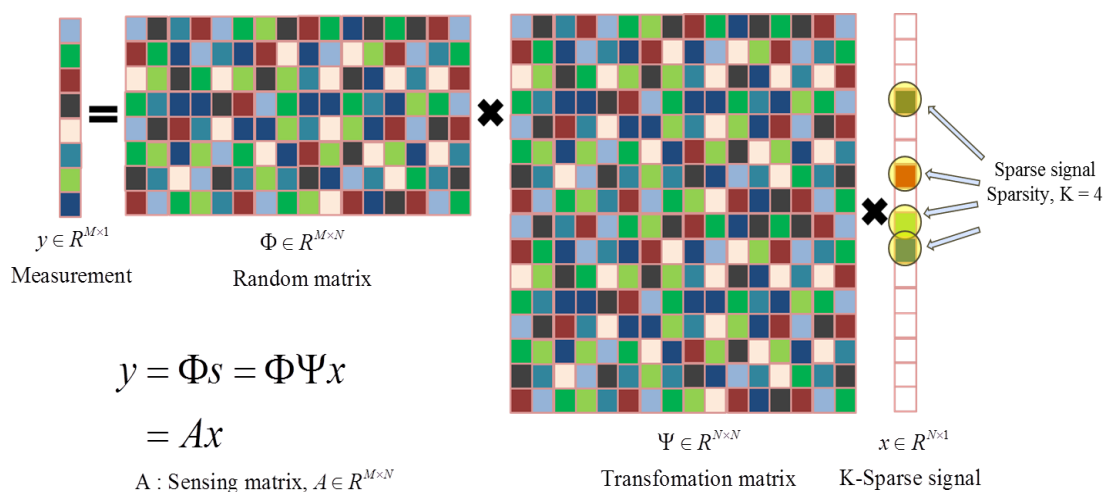 Sparse signal
Sparsity, K = 4
y ∈ R^{M×1}
Measurement
Φ ∈ R^{M×N}
Random matrix
y = Φs = ΦΨx
= Ax
A : Sensing matrix, A ∈ R^{M×N}
Ψ ∈ R^{N×N}
Transfomation matrix
x ∈ R^{N×1}
K-Sparse signal